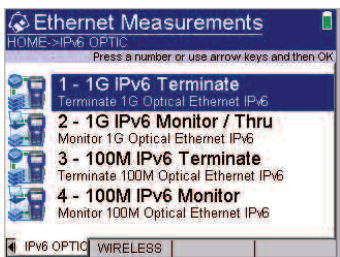 Ethernet Measurements
HOME->IPv6 OPTIC
Press a number or use arrow keys and then OK
1 - 1G IPv6 Terminate
Terminate 1G Optical Ethernet IPv6
2 - 1G IPv6 Monitor / Thru
Monitor 1G Optical Ethernet IPv6
3 - 100M IPv6 Terminate
Terminate 100M Optical Ethernet IPv6
4 - 100M IPv6 Monitor
Monitor 100M Optical Ethernet IPv6
IPv6 OPTIC WIRELESS